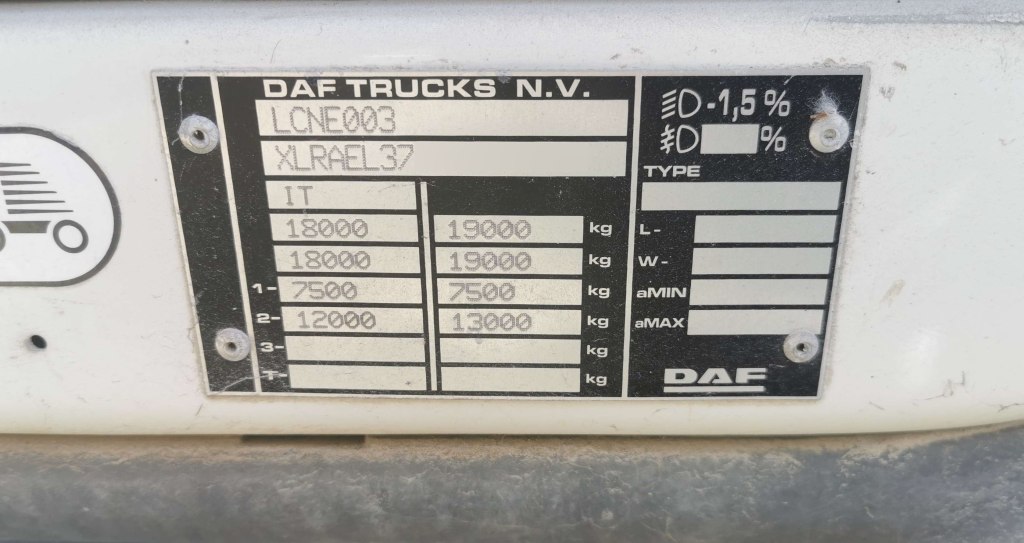 DAF TRUCKS N.V.
LCNE003
XLRAEL37
IT
18000 19000 kg
18000 19000 kg
1- 7500 7500 kg
2- 12000 13000 kg
3- kg
T- kg
-1,5 %
%
TYPE
L-
W-
aMIN
aMAX
DAF